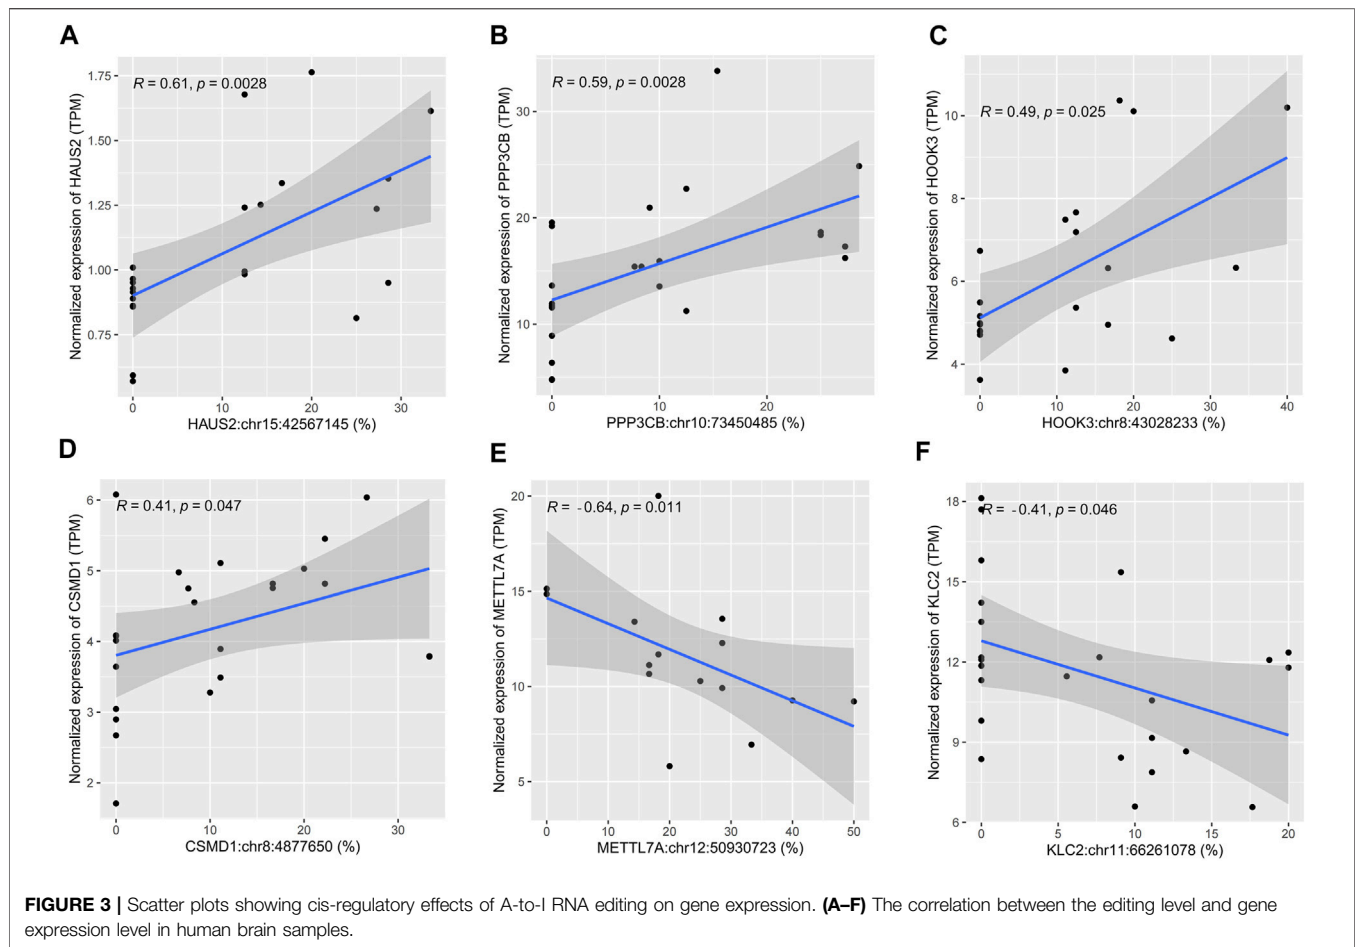 A
R = 0.61, p = 0.0028
Normalized expression of HAUS2 (TPM)
1.75
1.50
1.25
1.00
0.75
0 10 20 30
HAUS2:chr15:42567145 (%)
B
R = 0.59, p = 0.0028
Normalized expression of PPP3CB (TPM)
30
20
10
0 10 20
PPP3CB:chr10:73450485 (%)
C
R = 0.49, p = 0.025
Normalized expression of HOOK3 (TPM)
10
8
6
4
0 10 20 30 40
HOOK3:chr8:43028233 (%)
D
R = 0.41, p = 0.047
Normalized expression of CSMD1 (TPM)
6
5
4
3
2
0 10 20 30
CSMD1:chr8:4877650 (%)
E
R = -0.64, p = 0.011
Normalized expression of METTL7A (TPM)
20
15
10
5
0 10 20 30 40 50
METTL7A:chr12:50930723 (%)
F
R = -0.41, p = 0.046
Normalized expression of KLC2 (TPM)
18
15
12
9
6
0 5 10 15 20
KLC2:chr11:66261078 (%)
FIGURE 3 | Scatter plots showing cis-regulatory effects of A-to-I RNA editing on gene expression. (A–F) The correlation between the editing level and gene
expression level in human brain samples.